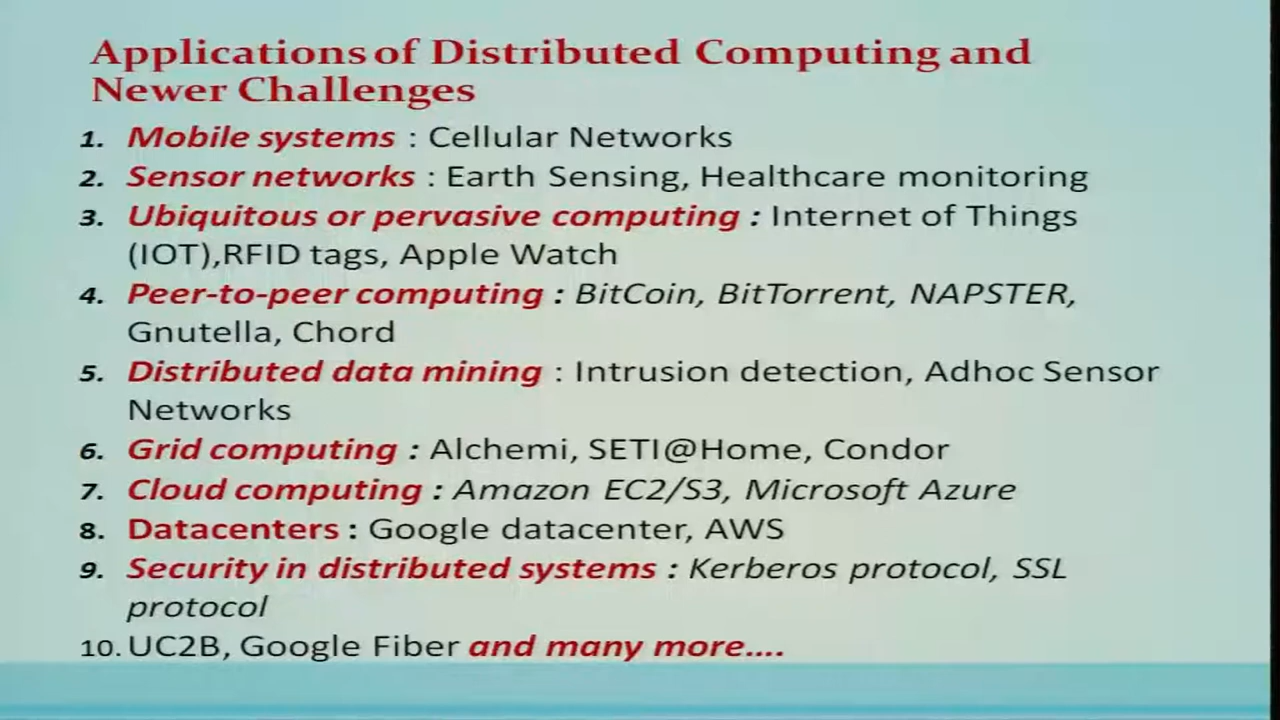 Applications of Distributed Computing and
Newer Challenges
1. Mobile systems : Cellular Networks
2. Sensor networks : Earth Sensing, Healthcare monitoring
3. Ubiquitous or pervasive computing : Internet of Things
(IOT),RFID tags, Apple Watch
4. Peer-to-peer computing : BitCoin, BitTorrent, NAPSTER,
Gnutella, Chord
5. Distributed data mining : Intrusion detection, Adhoc Sensor
Networks
6. Grid computing : Alchemi, SETI@Home, Condor
7. Cloud computing : Amazon EC2/S3, Microsoft Azure
8. Datacenters : Google datacenter, AWS
9. Security in distributed systems : Kerberos protocol, SSL
protocol
10. UC2B, Google Fiber and many more....